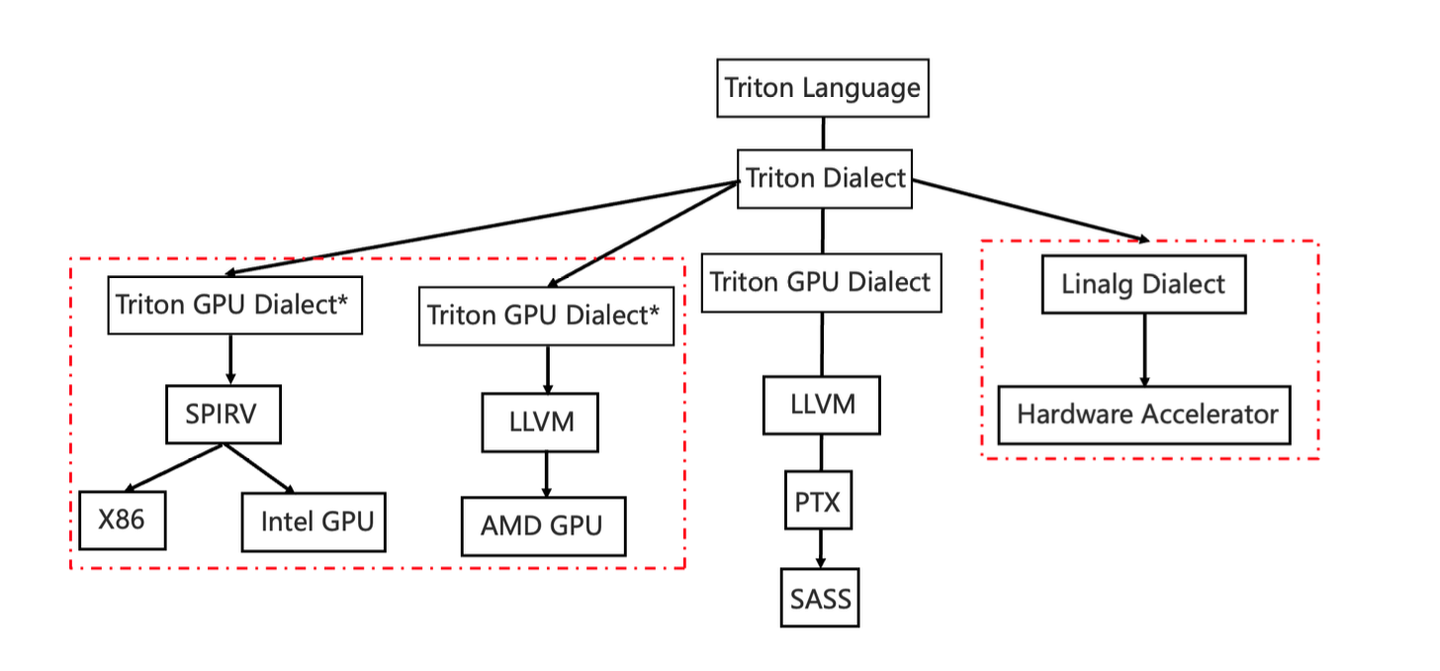 Triton Language
Triton Dialect
Triton GPU Dialect*
Triton GPU Dialect*
Triton GPU Dialect
Linalg Dialect
SPIRV
LLVM
LLVM
Hardware Accelerator
X86
Intel GPU
AMD GPU
PTX
SASS